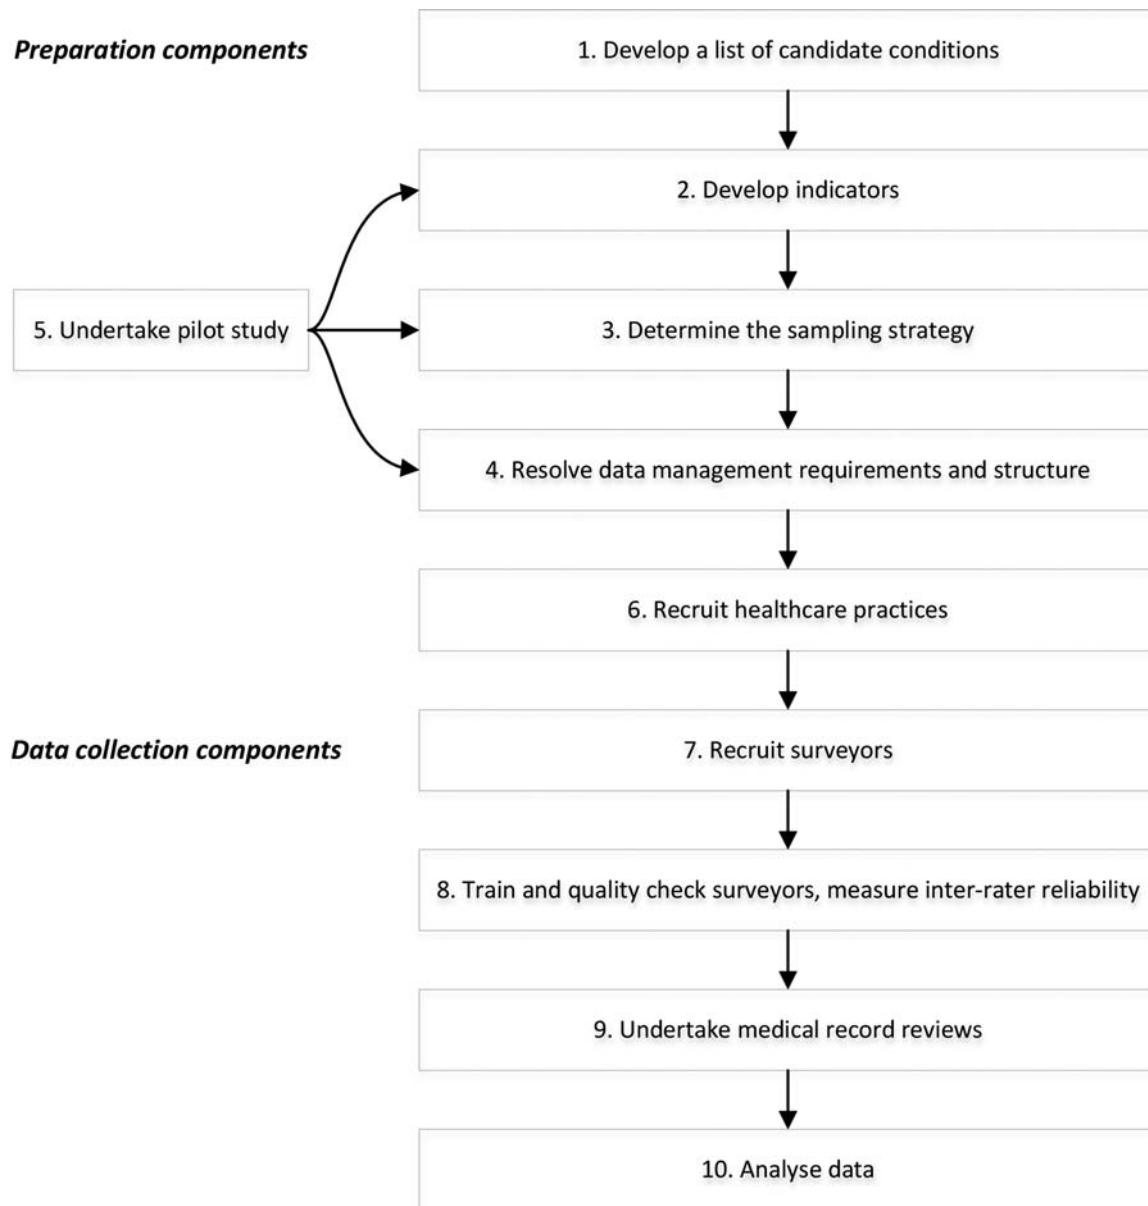 Preparation components
1. Develop a list of candidate conditions
2. Develop indicators
5. Undertake pilot study
3. Determine the sampling strategy
4. Resolve data management requirements and structure
6. Recruit healthcare practices
Data collection components
7. Recruit surveyors
8. Train and quality check surveyors, measure inter-rater reliability
9. Undertake medical record reviews
10. Analyse data